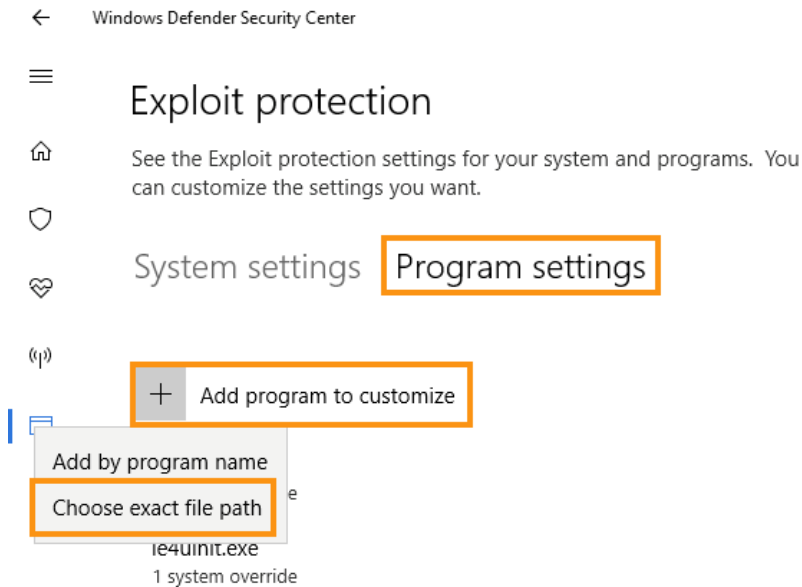 Windows Defender Security Center
Exploit protection
See the Exploit protection settings for your system and programs. You
can customize the settings you want.
System settings
Program settings
Add program to customize
Add by program name
Choose exact file path
e
ie4uinit.exe
1 system override